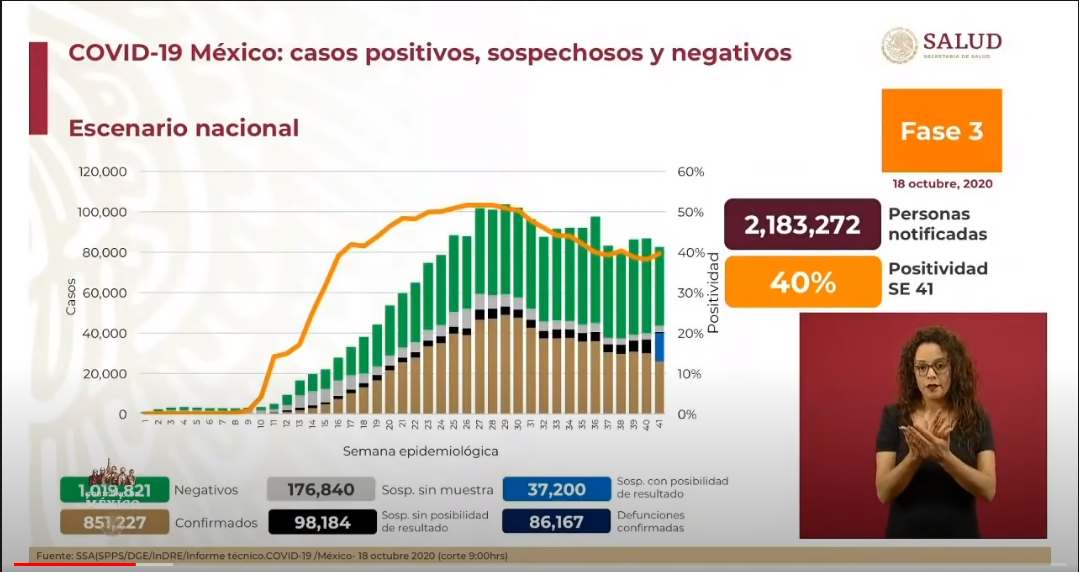 COVID-19 México: casos positivos, sospechosos y negativos
SALUD
SECRETARÍA DE SALUD
Escenario nacional
Fase 3
18 octubre, 2020
120,000
100,000
80,000
60,000
40,000
20,000
0
Casos
60%
50%
40%
30%
20%
10%
0%
Positividad
1 2 3 4 5 6 7 8 9 10 11 12 13 14 15 16 17 18 19 20 21 22 23 24 25 26 27 28 29 30 31 32 33 34 35 36 37 38 39 40 41
Semana epidemiológica
2,183,272
Personas
notificadas
40%
Positividad
SE 41
1,019,821
Negativos
176,840
Sosp. sin muestra
37,200
Sosp. con posibilidad
de resultado
851,227
Confirmados
98,184
Sosp. sin posibilidad
de resultado
86,167
Defunciones
confirmadas
GOBIERNO DE
MÉXICO
Fuente: SSA(SPPS/DGE/InDRE/Informe técnico.COVID-19 /México- 18 octubre 2020 (corte 9:00hrs)